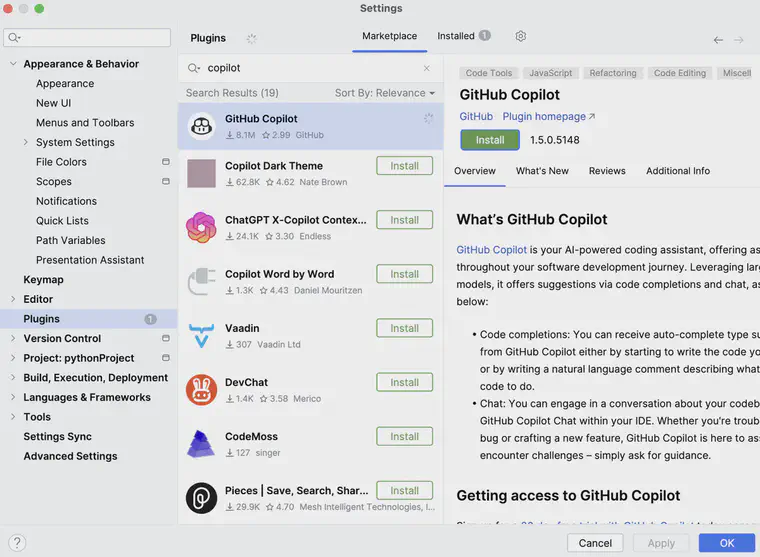 Settings
Appearance & Behavior
Appearance
New UI
Menus and Toolbars
System Settings
File Colors
Scopes
Notifications
Quick Lists
Path Variables
Presentation Assistant
Keymap
Editor
Plugins 1
Version Control
Project: pythonProject
Build, Execution, Deployment
Languages & Frameworks
Tools
Settings Sync
Advanced Settings
Plugins
Marketplace
Installed 1
copilot
Search Results (19) Sort By: Relevance
GitHub Copilot
8.1M 2.99 GitHub
Copilot Dark Theme
62.8K 4.62 Nate Brown
Install
ChatGPT X-Copilot Contex...
24.1K 3.30 Endless
Install
Copilot Word by Word
1.3K 4.43 Daniel Mouritzen
Install
Vaadin
307 Vaadin Ltd
Install
DevChat
1.4K 3.58 Merico
Install
CodeMoss
127 singer
Install
Pieces | Save, Search, Shar...
29.9K 4.70 Mesh Intelligent Technologies, I...
Install
Code Tools JavaScript Refactoring Code Editing Miscell
GitHub Copilot
GitHub Plugin homepage
Install 1.5.0.5148
Overview What's New Reviews Additional Info
What's GitHub Copilot
GitHub Copilot is your AI-powered coding assistant, offering as
throughout your software development journey. Leveraging lar
models, it offers suggestions via code completions and chat, as
below:
• Code completions: You can receive auto-complete type su
from GitHub Copilot either by starting to write the code yo
or by writing a natural language comment describing what
code to do.
• Chat: You can engage in a conversation about your codeb
GitHub Copilot Chat within your IDE. Whether you're troub
bug or crafting a new feature, GitHub Copilot is here to ass
encounter challenges – simply ask for guidance.
Getting access to GitHub Copilot
? Cancel Apply OK